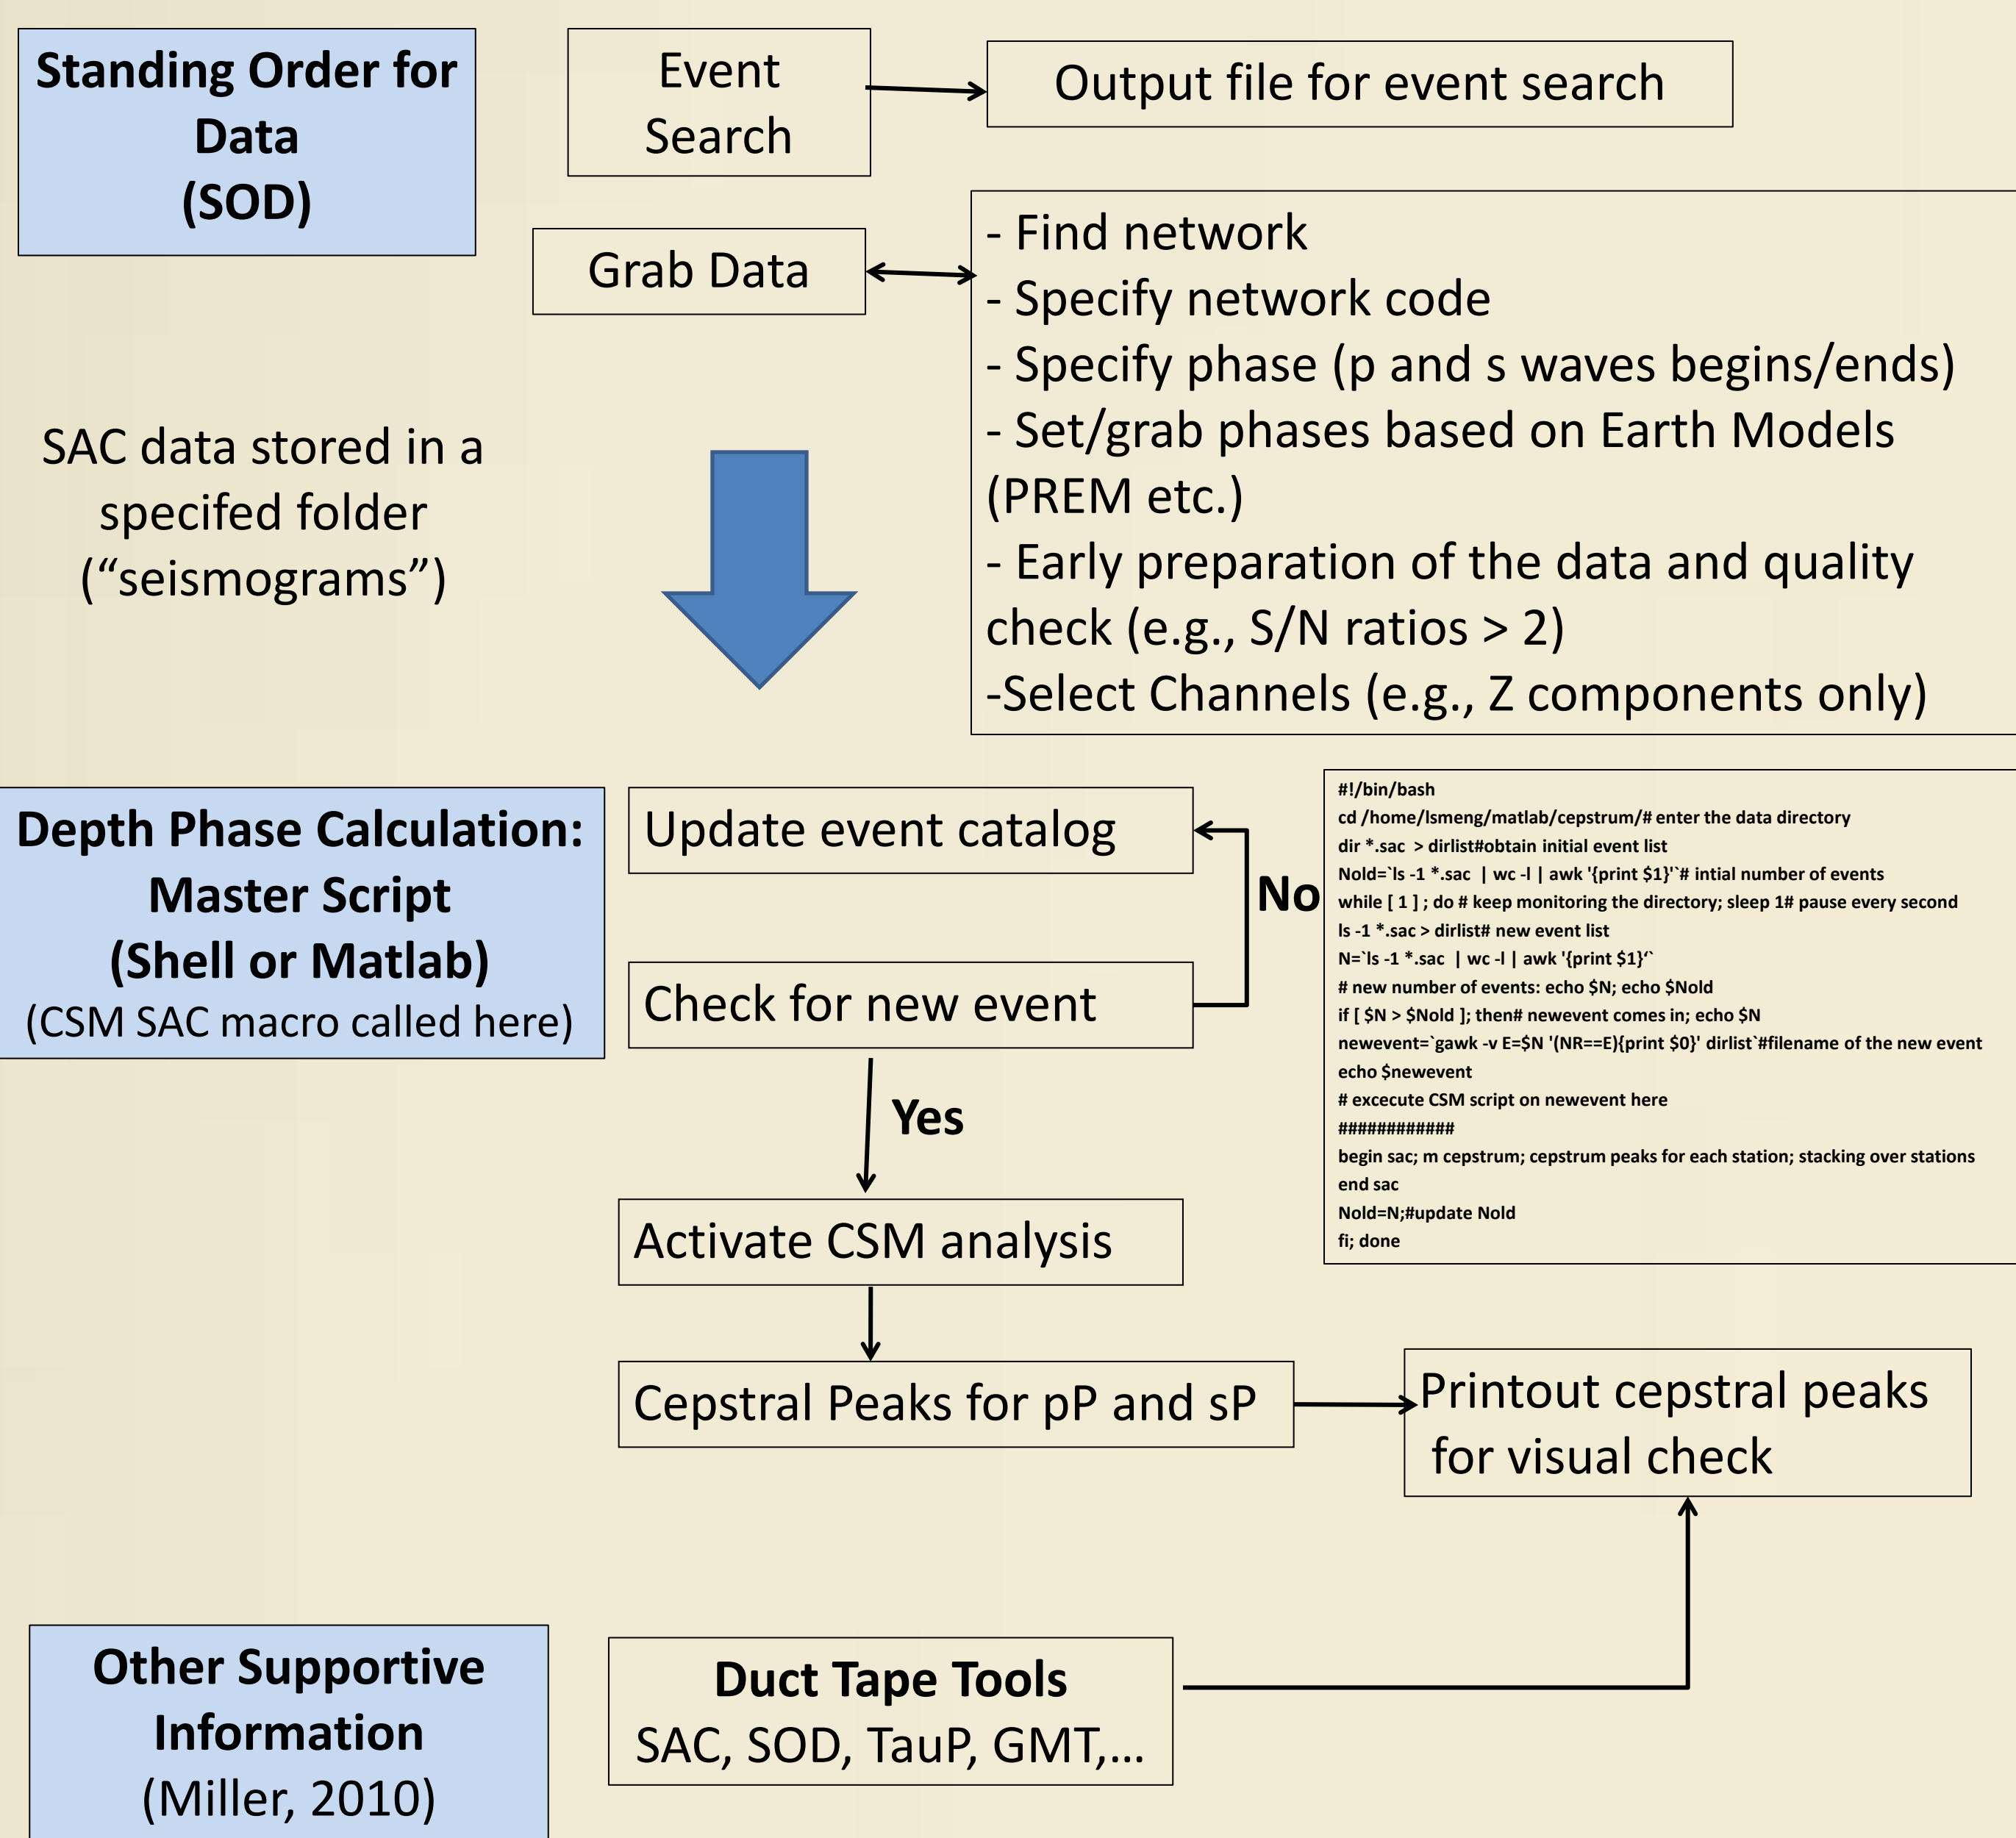 Standing Order for
Data
(SOD)
Event
Search
Output file for event search
Grab Data
- Find network
- Specify network code
- Specify phase (p and s waves begins/ends)
- Set/grab phases based on Earth Models
(PREM etc.)
- Early preparation of the data and quality
check (e.g., S/N ratios > 2)
-Select Channels (e.g., Z components only)
SAC data stored in a
specifed folder
(“seismograms”)
Depth Phase Calculation:
Master Script
(Shell or Matlab)
(CSM SAC macro called here)
Update event catalog
No
Check for new event
Yes
Activate CSM analysis
Cepstral Peaks for pP and sP
Printout cepstral peaks
for visual check
#!/bin/bash
cd /home/lsmeng/matlab/cepstrum/# enter the data directory
dir *.sac > dirlist#obtain initial event list
Nold=`ls -1 *.sac | wc -l | awk '{print $1}'`# intial number of events
while [ 1 ] ; do # keep monitoring the directory; sleep 1# pause every second
ls -1 *.sac > dirlist# new event list
N=`ls -1 *.sac | wc -l | awk '{print $1}‘`
# new number of events: echo $N; echo $Nold
if [ $N > $Nold ]; then# newevent comes in; echo $N
newevent=`gawk -v E=$N '(NR==E){print $0}' dirlist`#filename of the new event
echo $newevent
# excecute CSM script on newevent here
############
begin sac; m cepstrum; cepstrum peaks for each station; stacking over stations
end sac
Nold=N;#update Nold
fi; done
Other Supportive
Information
(Miller, 2010)
Duct Tape Tools
SAC, SOD, TauP, GMT,...